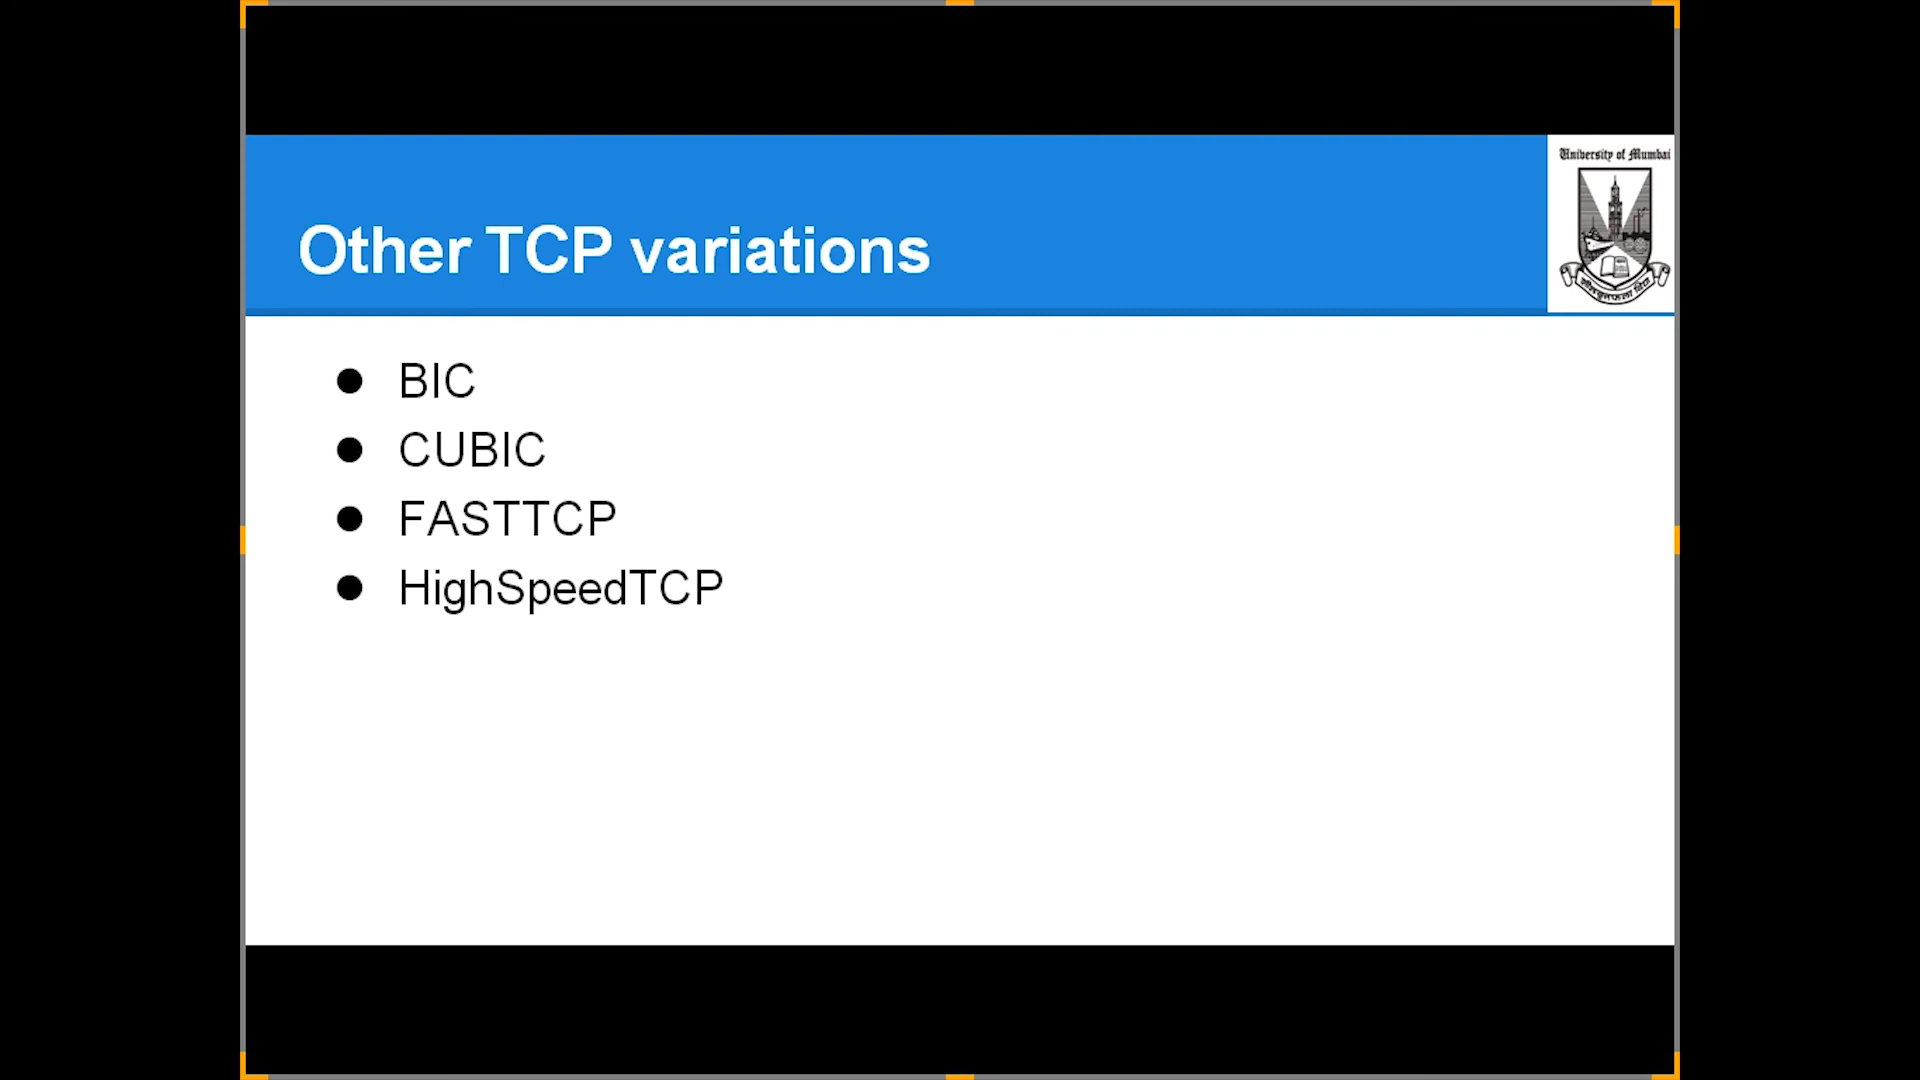 University of Mumbai
Other TCP variations
● BIC
● CUBIC
● FASTTCP
● HighSpeedTCP